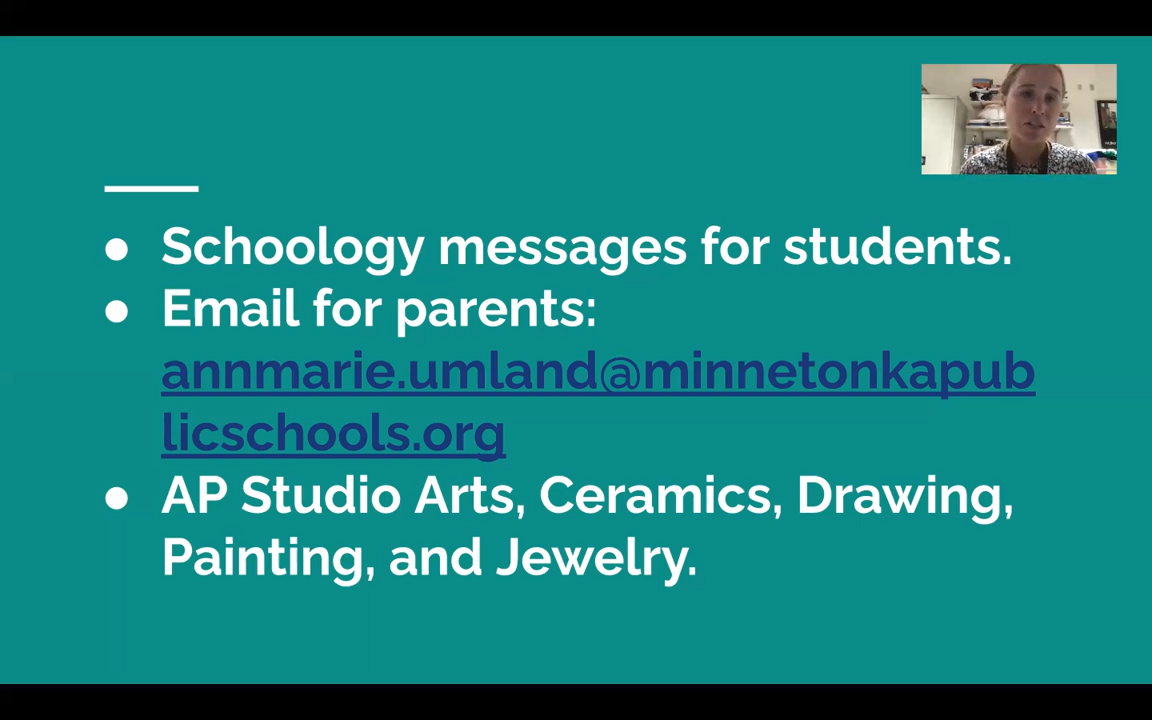 ● Schoology messages for students.
● Email for parents:
annmarie.umland@minnetonkapub
licschools.org
● AP Studio Arts, Ceramics, Drawing,
Painting, and Jewelry.